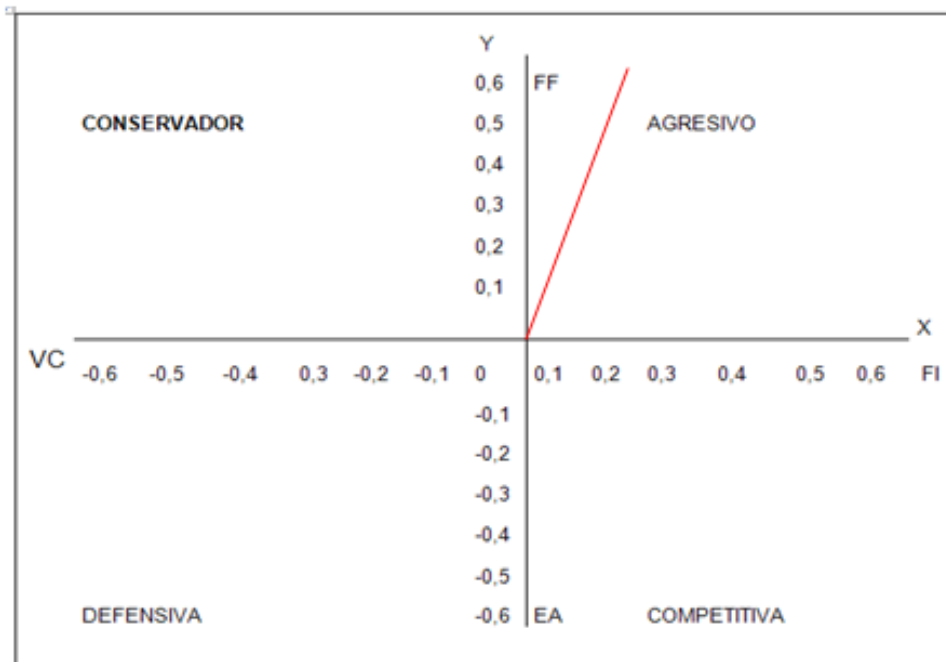 Y
0,6 FF
CONSERVADOR 0,5 AGRESIVO
0,4
0,3
0,2
0,1
X
VC
-0,6 -0,5 -0,4 0,3 -0,2 -0,1 0 0,1 0,2 0,3 0,4 0,5 0,6 FI
-0,1
-0,2
-0,3
-0,4
-0,5
DEFENSIVA -0,6 EA COMPETITIVA